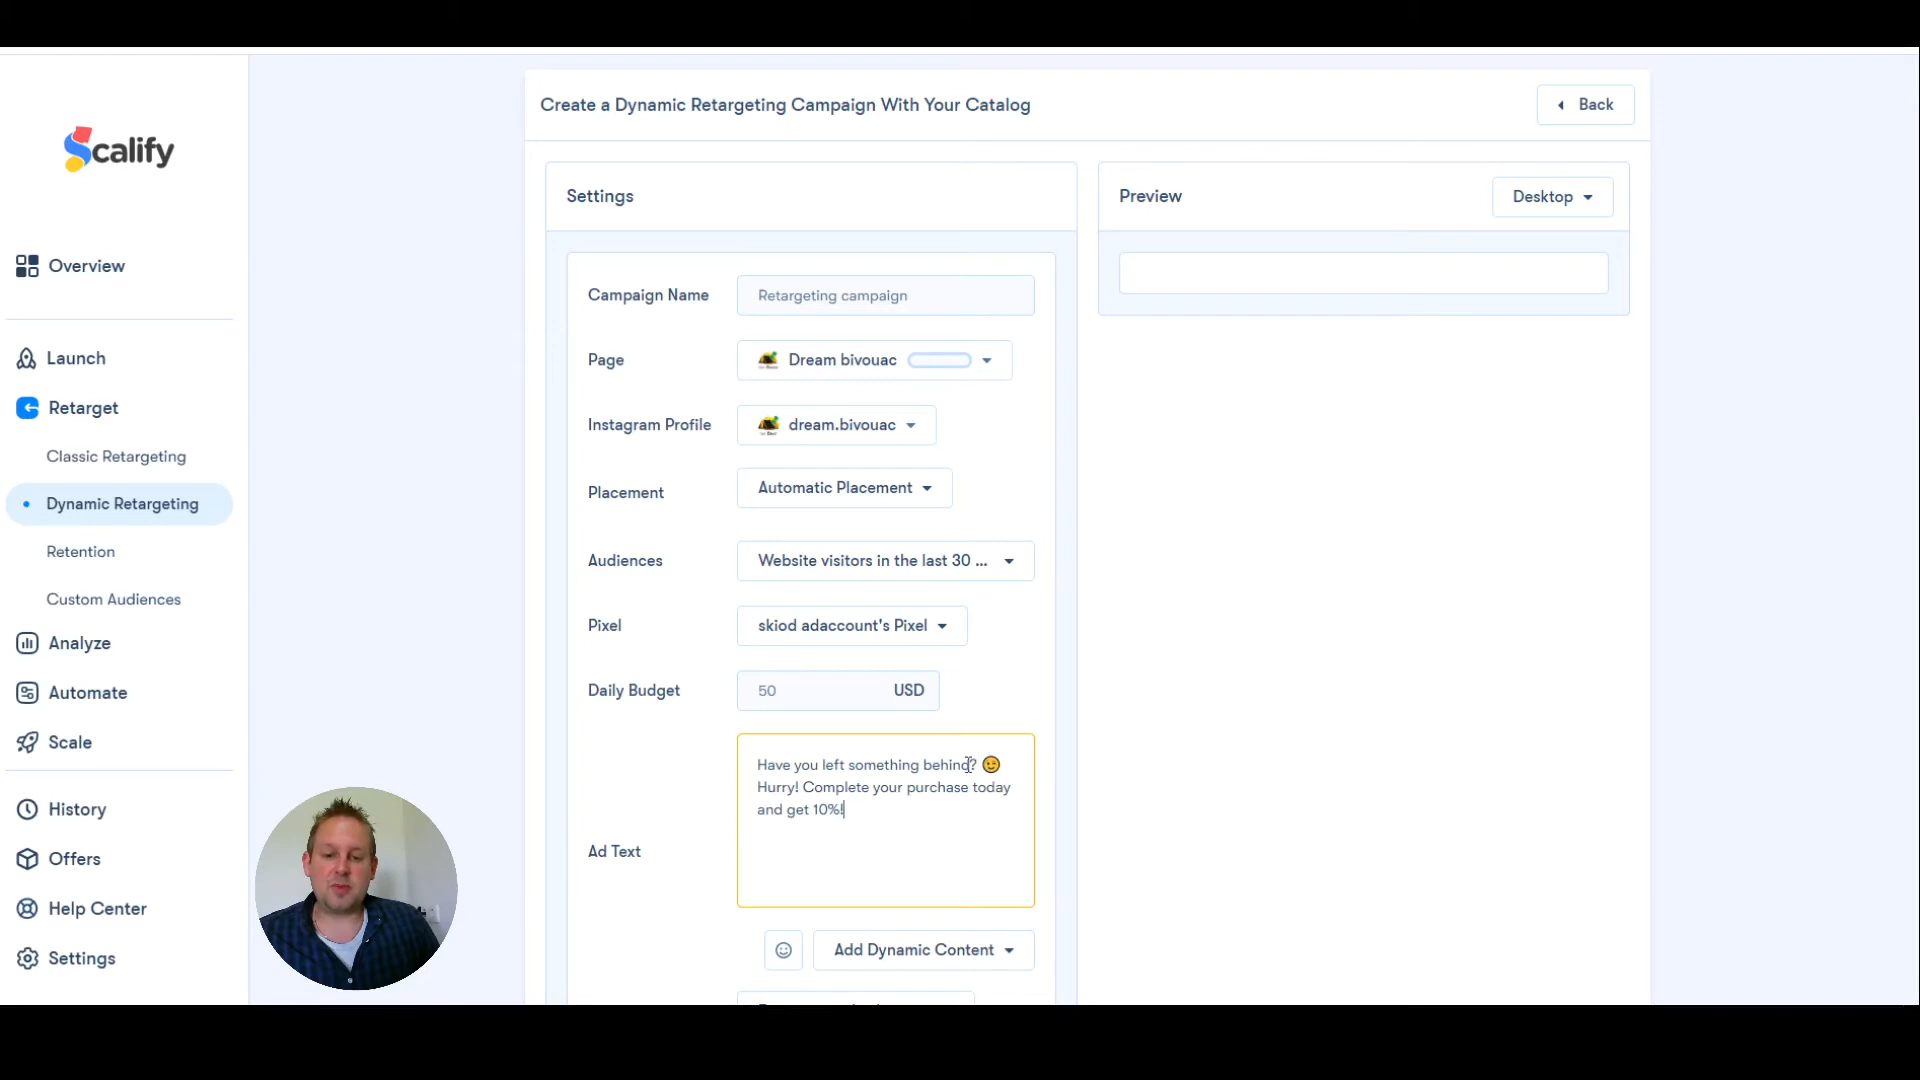 Scalify
Overview
Launch
Retarget
Classic Retargeting
Dynamic Retargeting
Retention
Custom Audiences
Analyze
Automate
Scale
History
Offers
Help Center
Settings
Create a Dynamic Retargeting Campaign With Your Catalog
Back
Settings
Campaign Name
Retargeting campaign
Page
Dream bivouac
Instagram Profile
dream.bivouac
Placement
Automatic Placement
Audiences
Website visitors in the last 30 ...
Pixel
skiod adaccount's Pixel
Daily Budget
50 USD
Ad Text
Have you left something behind? 😉
Hurry! Complete your purchase today
and get 10%!
Add Dynamic Content
Preview
Desktop